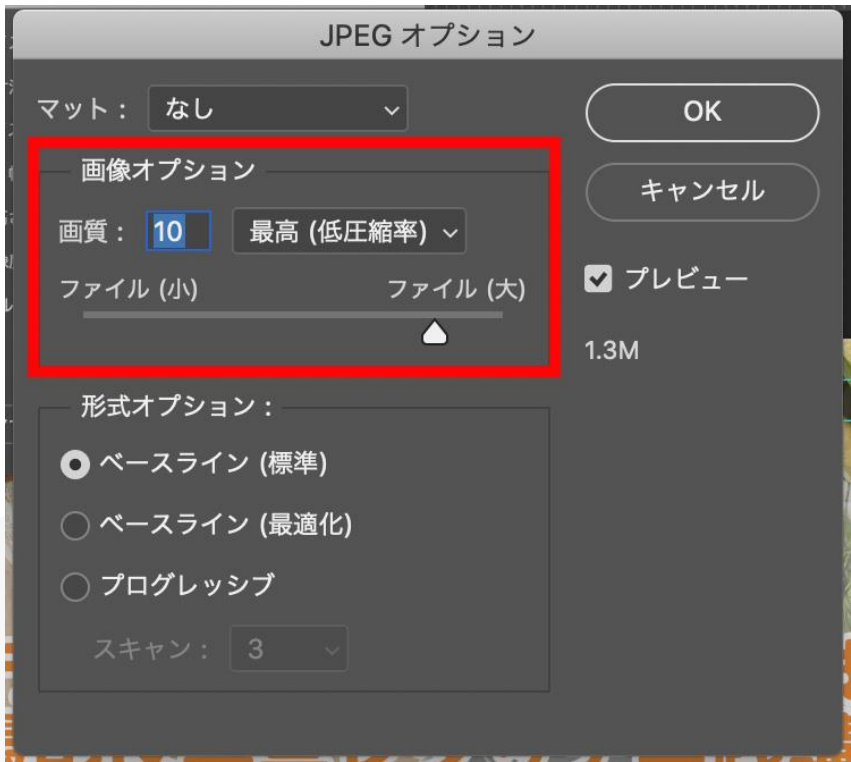 JPEG オプション
マット： なし
OK
画像オプション
キャンセル
画質： 10 最高 (低圧縮率)
プレビュー
ファイル (小) ファイル (大)
1.3M
形式オプション：
ベースライン (標準)
ベースライン (最適化)
プログレッシブ
スキャン： 3